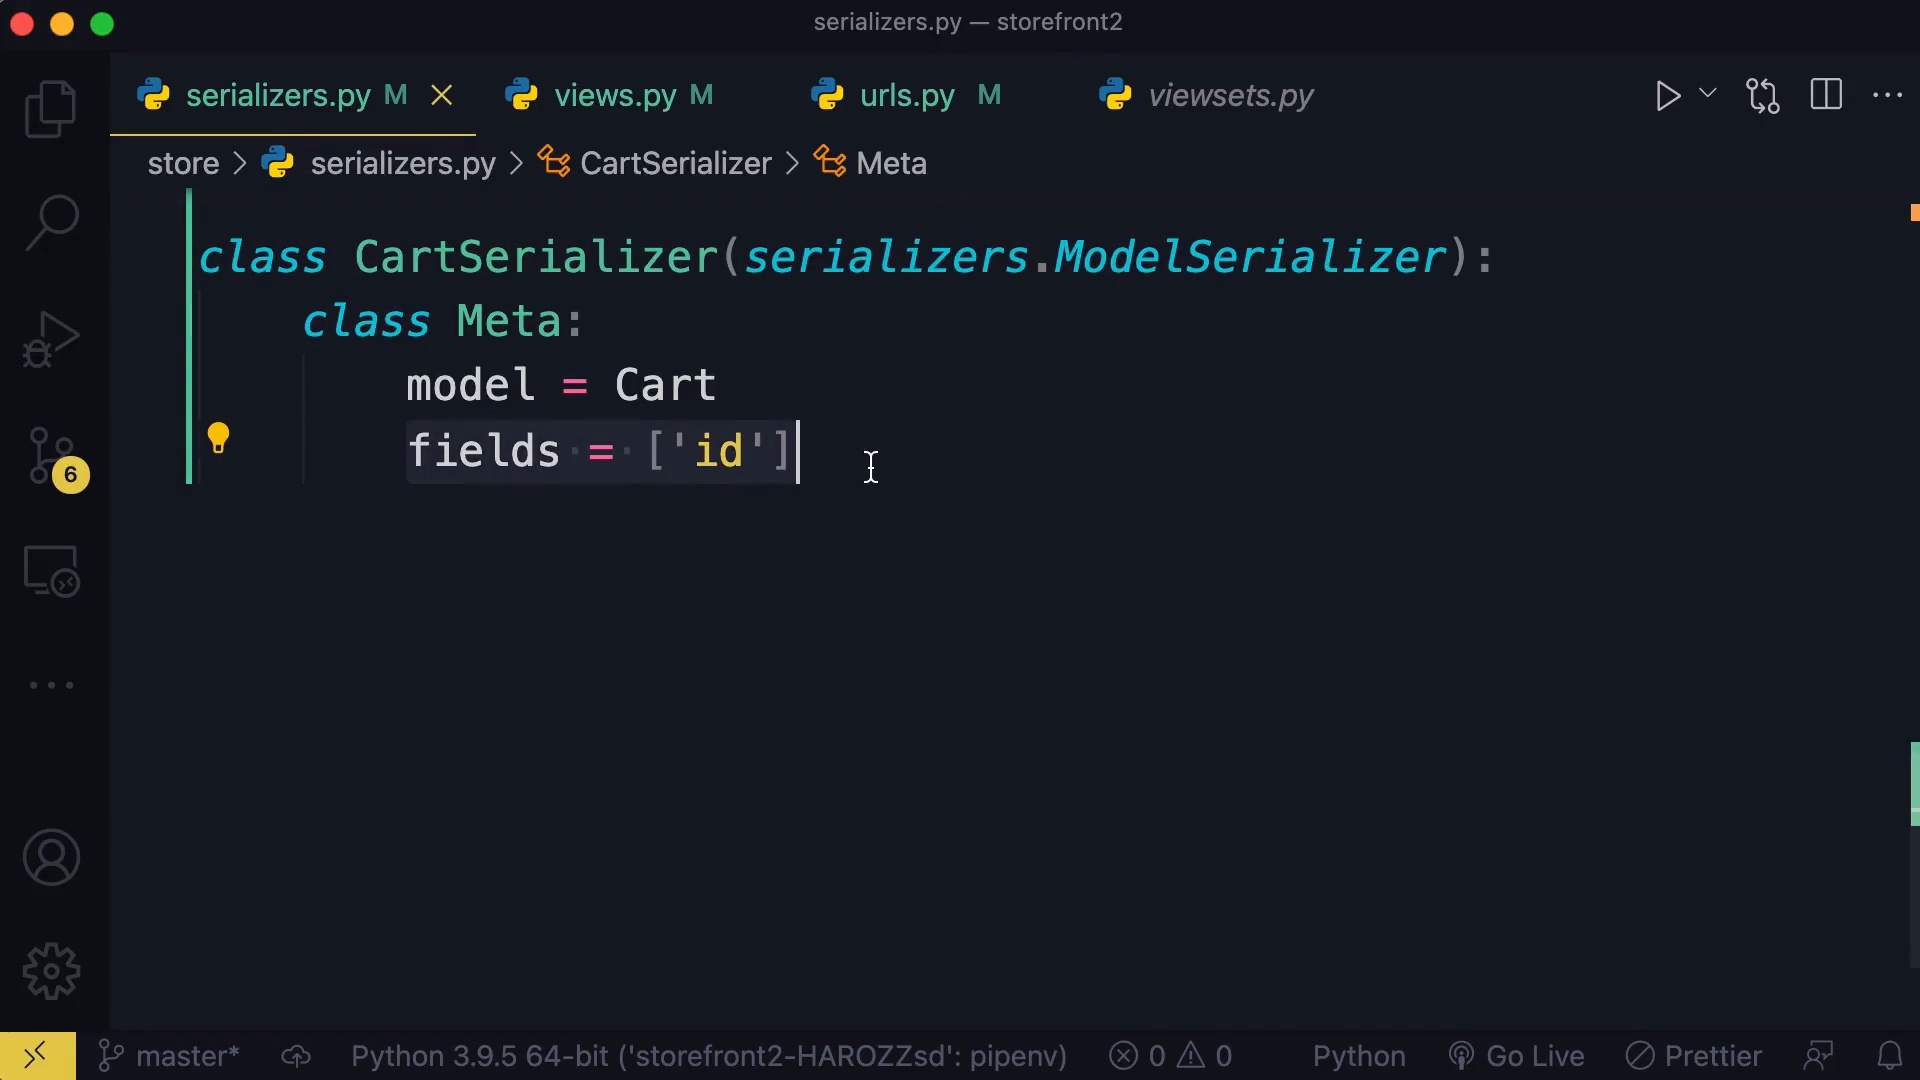 serializers.py — storefront2
serializers.py M views.py M urls.py M viewsets.py
store > serializers.py > CartSerializer > Meta
class CartSerializer(serializers.ModelSerializer):
class Meta:
model = Cart
fields = ['id']
6
master* Python 3.9.5 64-bit ('storefront2-HAROZZsd': pipenv) 0 0 Python Go Live Prettier